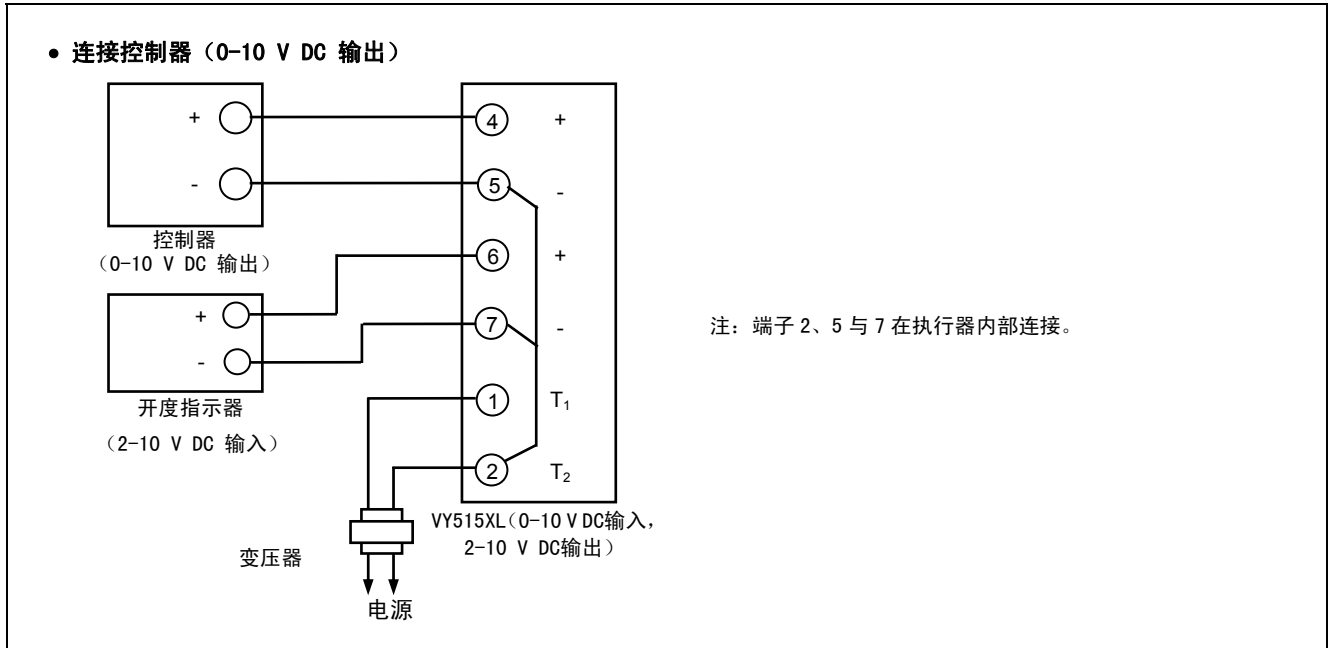 ● 连接控制器（0-10 V DC 输出）
+
-
控制器
（0-10 V DC 输出）
+
-
开度指示器
（2-10 V DC 输入）
变压器
电源
4 +
5 -
6 +
7 -
1 T₁
2 T₂
VY515XL（0-10 V DC输入，
2-10 V DC输出）
注：端子 2、5 与 7 在执行器内部连接。